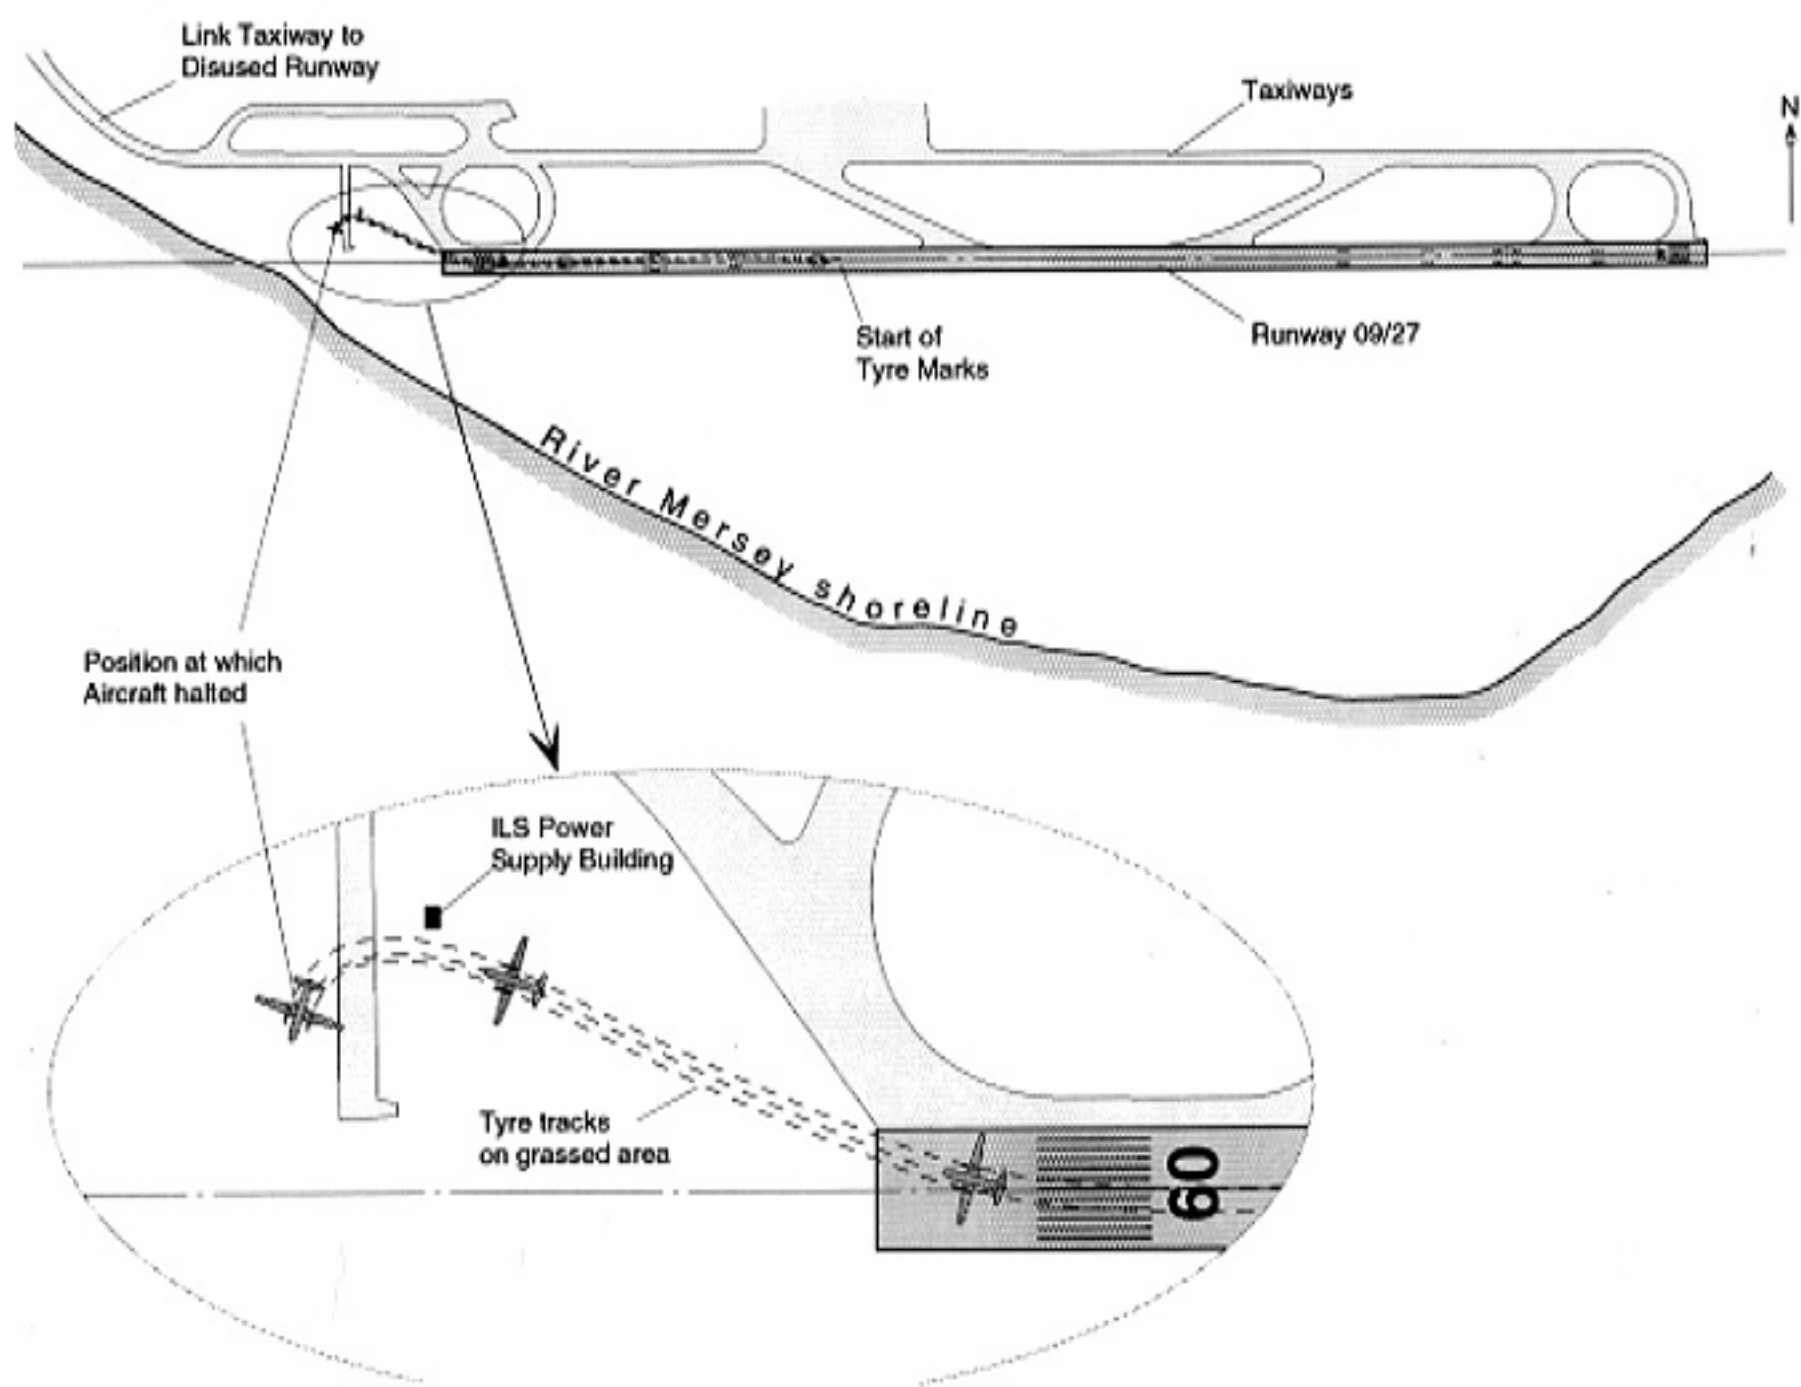 Link Taxiway to
Disused Runway
Taxiways
N
Start of
Tyre Marks
Runway 09/27
River Mersey shoreline
Position at which
Aircraft halted
ILS Power
Supply Building
Tyre tracks
on grassed area
09